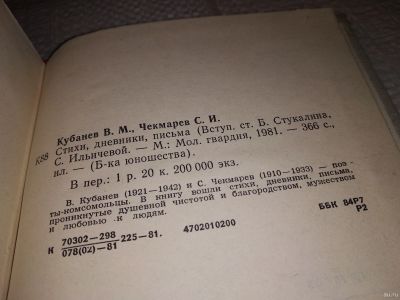 Кубанев В. М., Чекмарев С. И.
К88 Стихи, дневники, письма (Вступ. ст. Б. Стукалина,
С. Ильичевой. — М.: Мол. гвардия, 1981. — 366 с.,
ил. — (Б-ка юношества).
В пер.: 1 р. 20 к. 200 000 экз.
В. Кубанев (1921—1942) и С. Чекмарев (1910—1933) — поэ-
ты-комсомольцы. В книгу вошли стихи, дневники, письма,
проникнутые душевной чистотой и благородством, мужеством
и любовью к людям.
К 70302—298
078(02)—81 225—81. 4702010200
ББК 84Р7
Р2